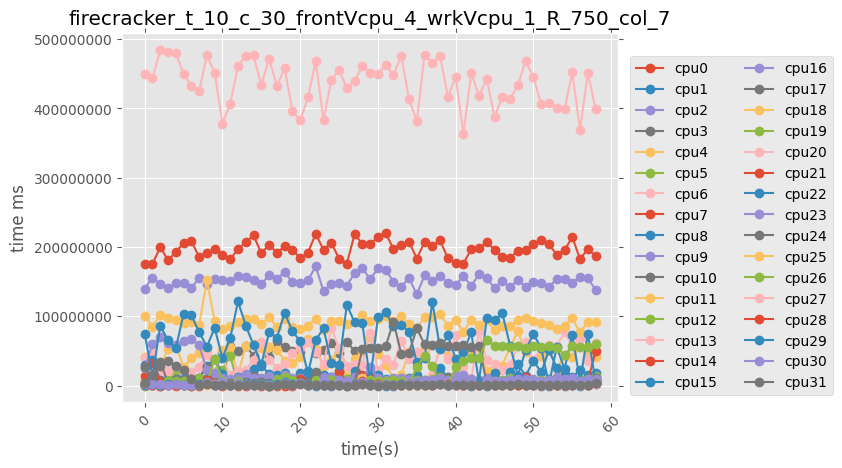 firecracker_t_10_c_30_frontVcpu_4_wrkVcpu_1_R_750_col_7
500000000
400000000
300000000
200000000
100000000
0
time ms
0
10
20
30
40
50
60
time(s)
cpu0
cpu1
cpu2
cpu3
cpu4
cpu5
cpu6
cpu7
cpu8
cpu9
cpu10
cpu11
cpu12
cpu13
cpu14
cpu15
cpu16
cpu17
cpu18
cpu19
cpu20
cpu21
cpu22
cpu23
cpu24
cpu25
cpu26
cpu27
cpu28
cpu29
cpu30
cpu31